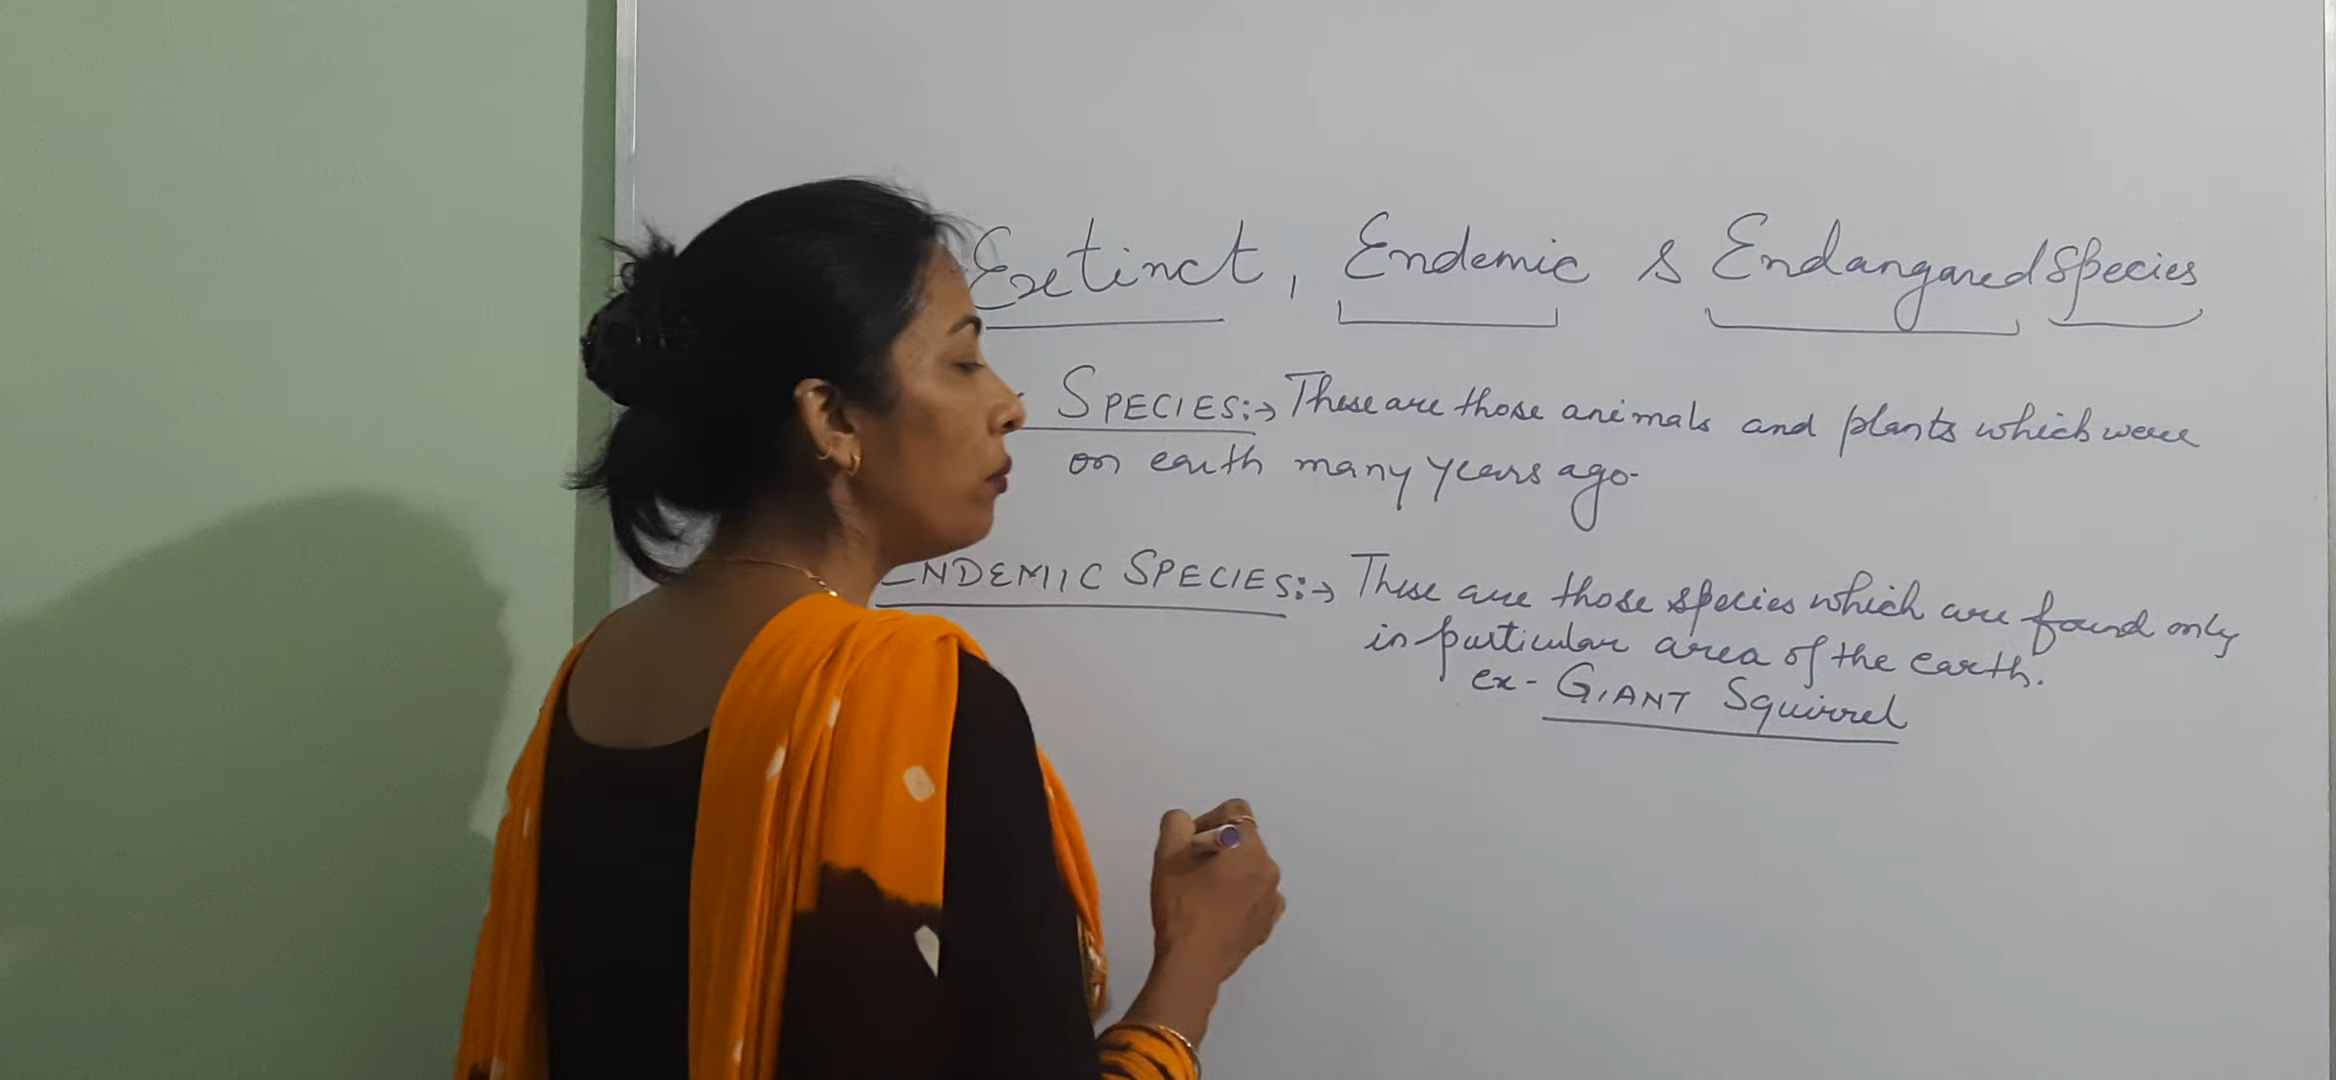 Extinct, Endemic & Endangared Species
SPECIES:→ These are those animals and plants which were
on earth many years ago.
ENDEMIC SPECIES:→ These are those species which are found only
in particular area of the earth.
ex- GIANT Squirrel